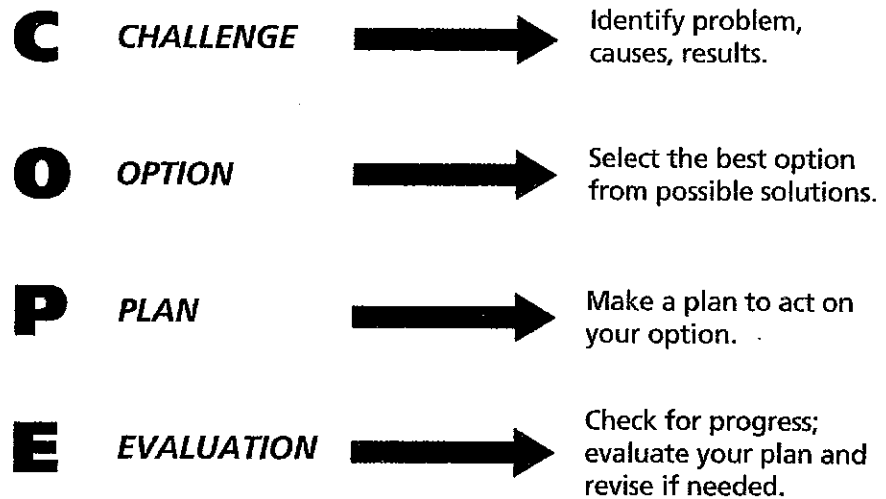 C CHALLENGE Identify problem,
causes, results.
O OPTION Select the best option
from possible solutions.
P PLAN Make a plan to act on
your option.
E EVALUATION Check for progress;
evaluate your plan and
revise if needed.